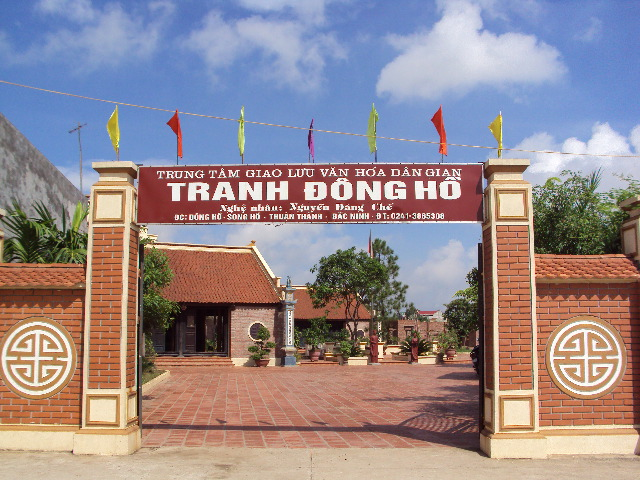 TRUNG TÂM GIAO LƯU VĂN HÓA DÂN GIAN
TRANH ĐÔNG HỒ
Nghệ nhân: Nguyễn Đăng Chế
ĐC: ĐÔNG HỒ - SONG HỒ - THUẬN THÀNH - BẮC NINH - ĐT: 0241-3865308